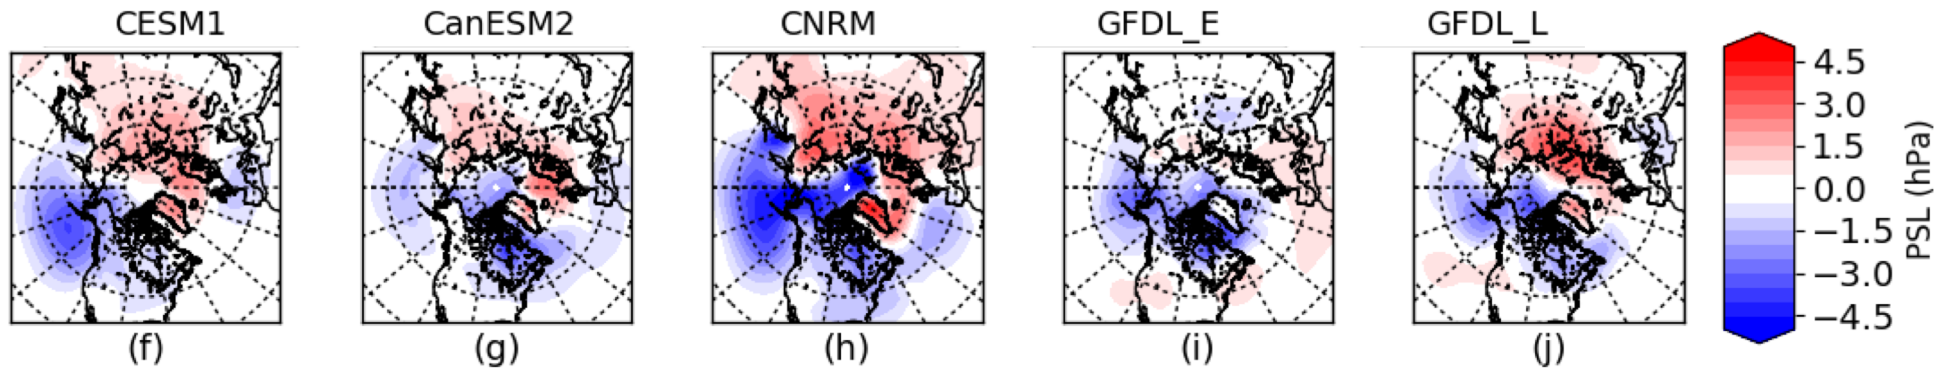 CESM1 CanESM2 CNRM GFDL_E GFDL_L
4.5
3.0
1.5
0.0
−1.5
−3.0
−4.5
PSL (hPa)
(f) (g) (h) (i) (j)